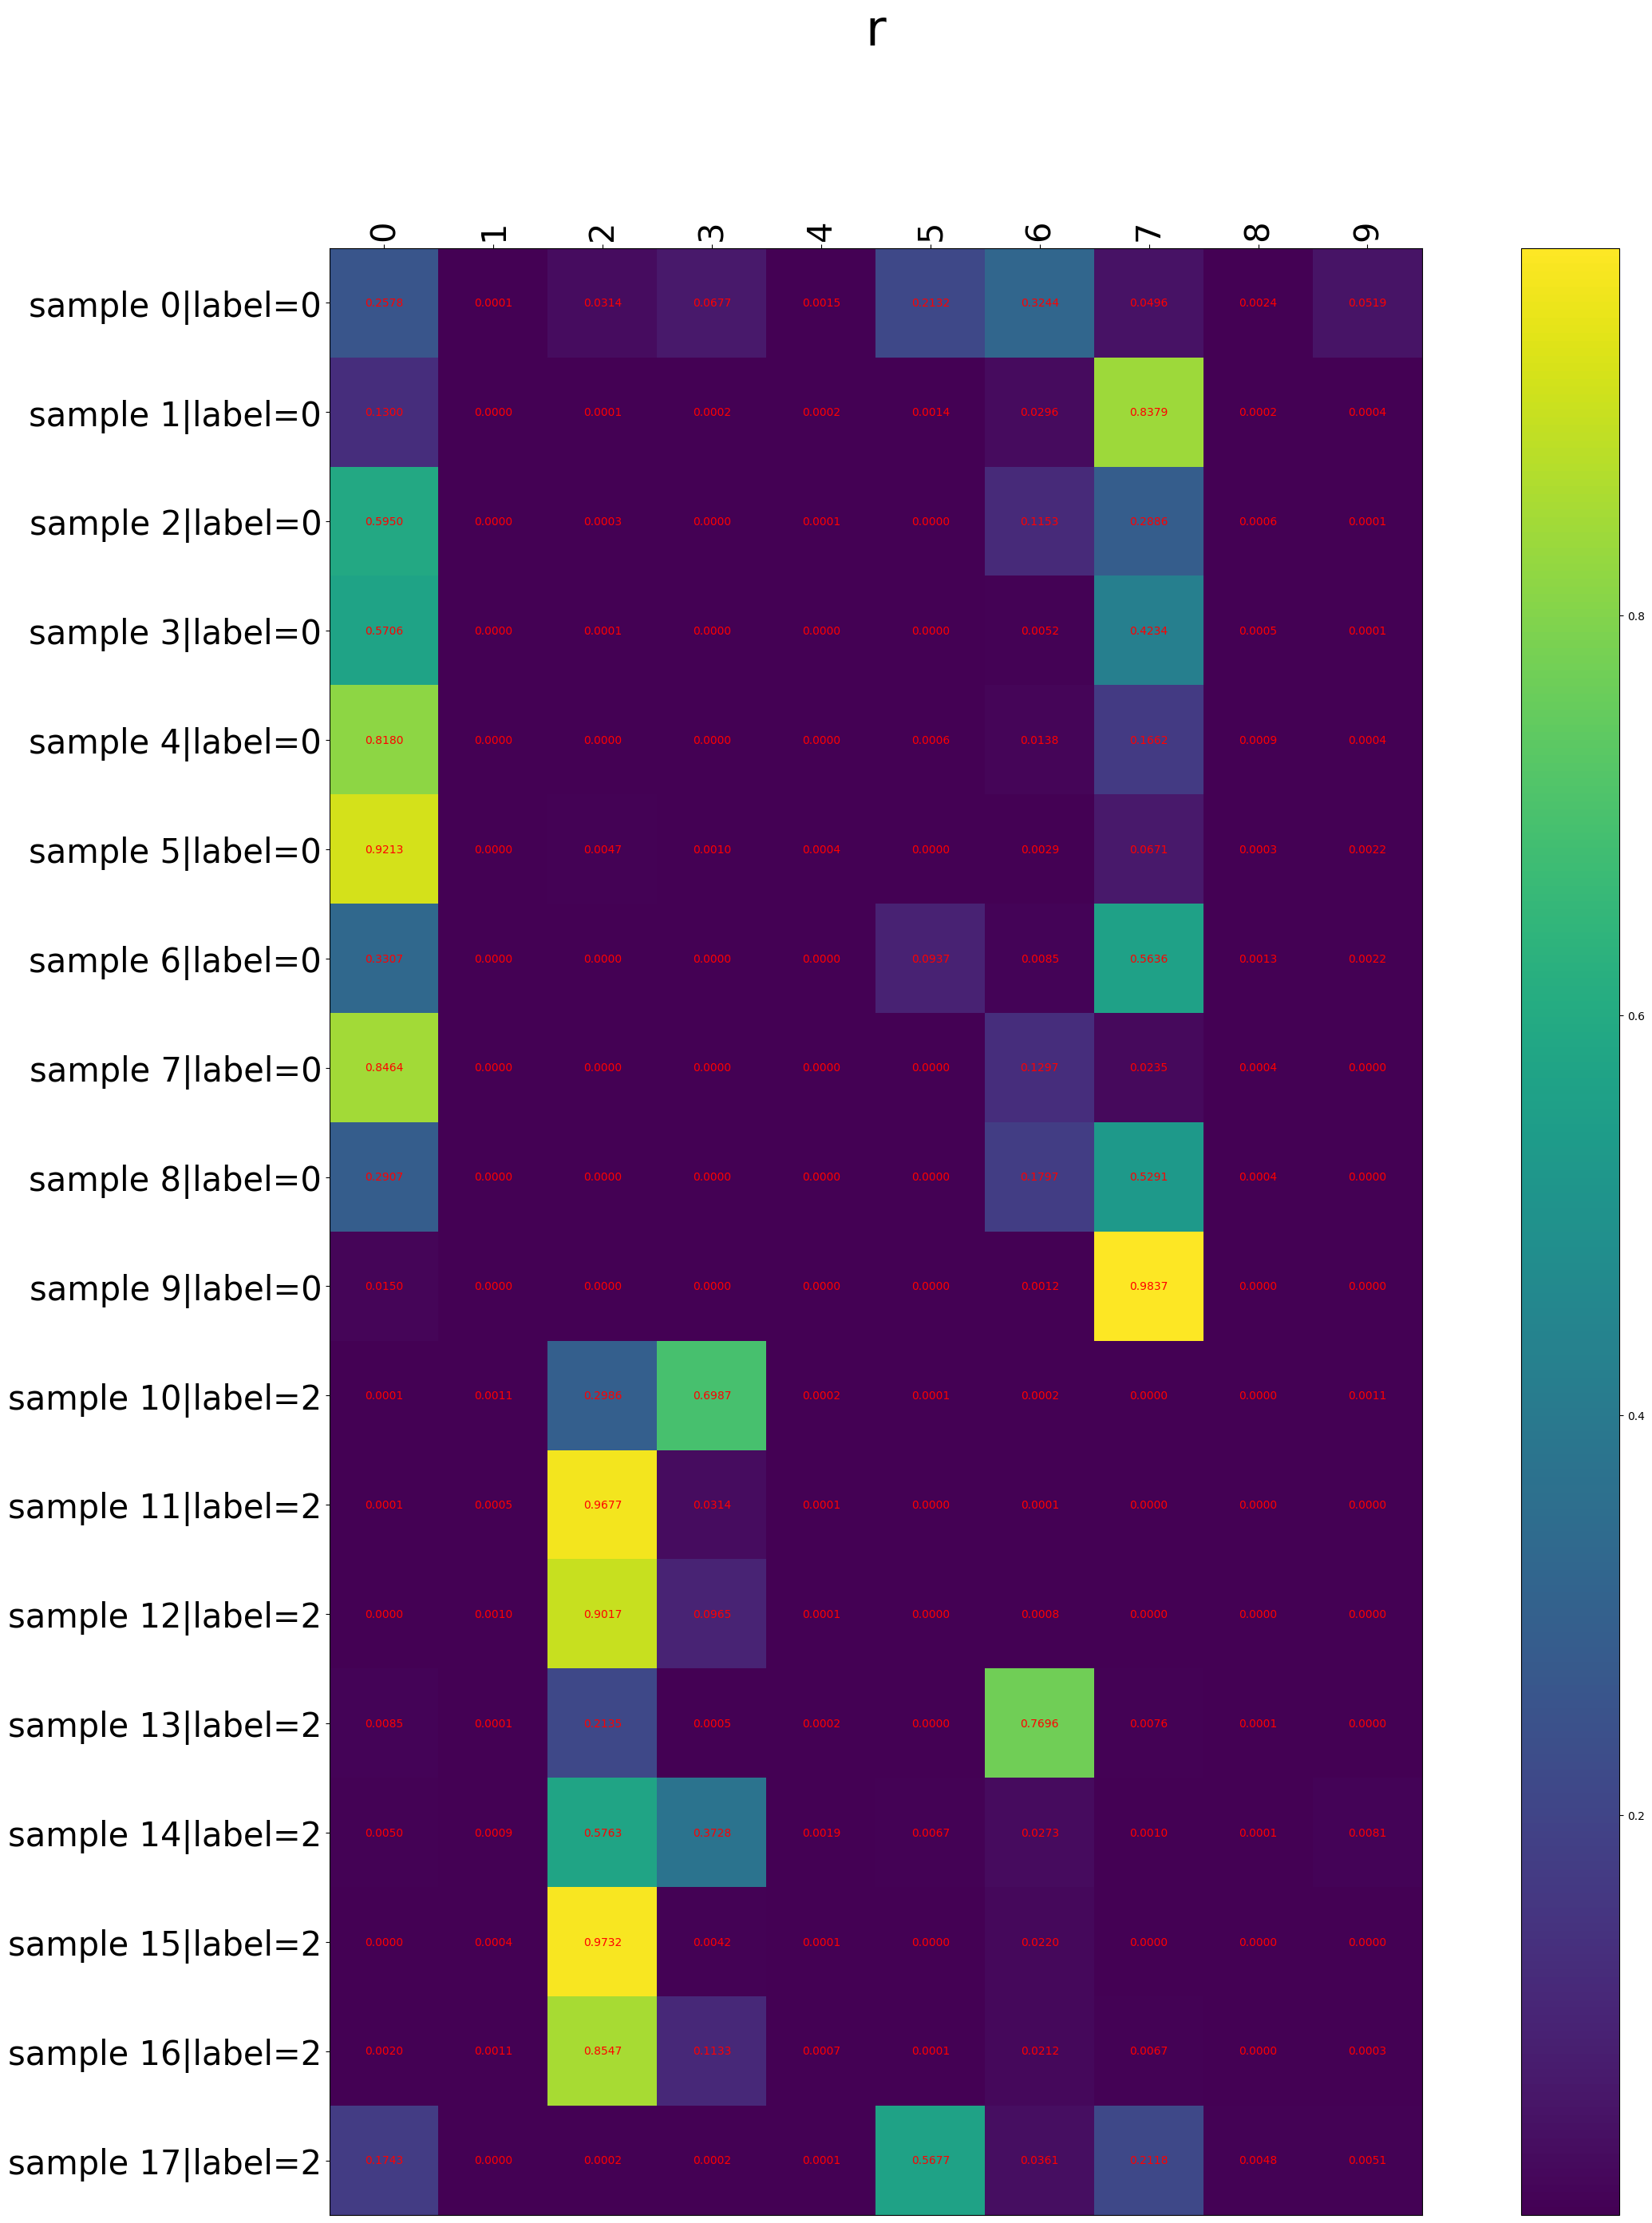 r
0 1 2 3 4 5 6 7 8 9
sample 0|label=0 0.0001 0.0314 0.0677 0.0015 0.3244 0.0496 0.0024 0.0519
sample 1|label=0 0.1300 0.0000 0.0001 0.0002 0.0002 0.0014 0.0296 0.8379 0.0002 0.0004
sample 2|label=0 0.5950 0.0000 0.0003 0.0000 0.0001 0.0000 0.1153 0.0006 0.0001
0.8
sample 3|label=0 0.5706 0.0000 0.0001 0.0000 0.0000 0.0000 0.0052 0.4234 0.0005 0.0001
sample 4|label=0 0.8180 0.0000 0.0000 0.0000 0.0000 0.0006 0.0138 0.0009 0.0004
sample 5|label=0 0.9213 0.0000 0.0047 0.0010 0.0004 0.0000 0.0029 0.0671 0.0003 0.0022
sample 6|label=0 0.3307 0.0000 0.0000 0.0000 0.0000 0.0937 0.0085 0.5636 0.0013 0.0022
0.6
sample 7|label=0 0.8464 0.0000 0.0000 0.0000 0.0000 0.0000 0.1297 0.0235 0.0004 0.0000
sample 8|label=0 0.0000 0.0000 0.0000 0.0000 0.0000 0.5291 0.0004 0.0000
sample 9|label=0 0.0150 0.0000 0.0000 0.0000 0.0000 0.0000 0.0012 0.9837 0.0000 0.0000
sample 10|label=2 0.0001 0.0011 0.6987 0.0002 0.0001 0.0002 0.0000 0.0000 0.0011
0.4
sample 11|label=2 0.0001 0.0005 0.9677 0.0314 0.0001 0.0000 0.0001 0.0000 0.0000 0.0000
sample 12|label=2 0.0000 0.0010 0.9017 0.0965 0.0001 0.0000 0.0008 0.0000 0.0000 0.0000
sample 13|label=2 0.0085 0.0001 0.0005 0.0002 0.0000 0.7696 0.0076 0.0001 0.0000
0.2
sample 14|label=2 0.0050 0.0009 0.5763 0.3728 0.0019 0.0067 0.0273 0.0010 0.0001 0.0081
sample 15|label=2 0.0000 0.0004 0.9732 0.0042 0.0001 0.0000 0.0220 0.0000 0.0000 0.0000
sample 16|label=2 0.0020 0.0011 0.8547 0.1133 0.0007 0.0001 0.0212 0.0067 0.0000 0.0003
sample 17|label=2 0.0000 0.0002 0.0002 0.0001 0.5677 0.0361 0.0048 0.0051